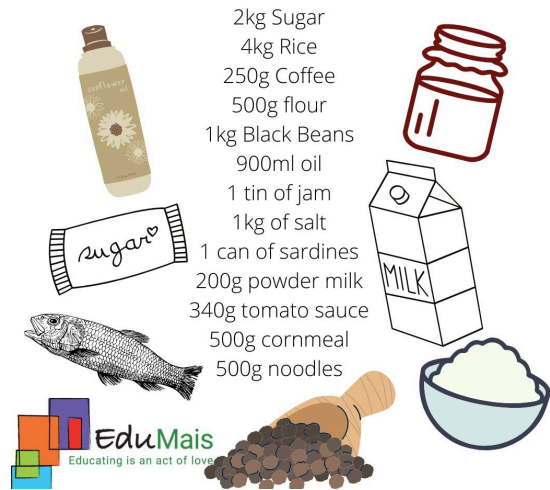 2kg Sugar
4kg Rice
250g Coffee
500g flour
1kg Black Beans
900ml oil
1 tin of jam
1kg of salt
1 can of sardines
200g powder milk
340g tomato sauce
500g cornmeal
500g noodles
sunflower
oil
sugar
MILK
EduMais
Educating is an act of love